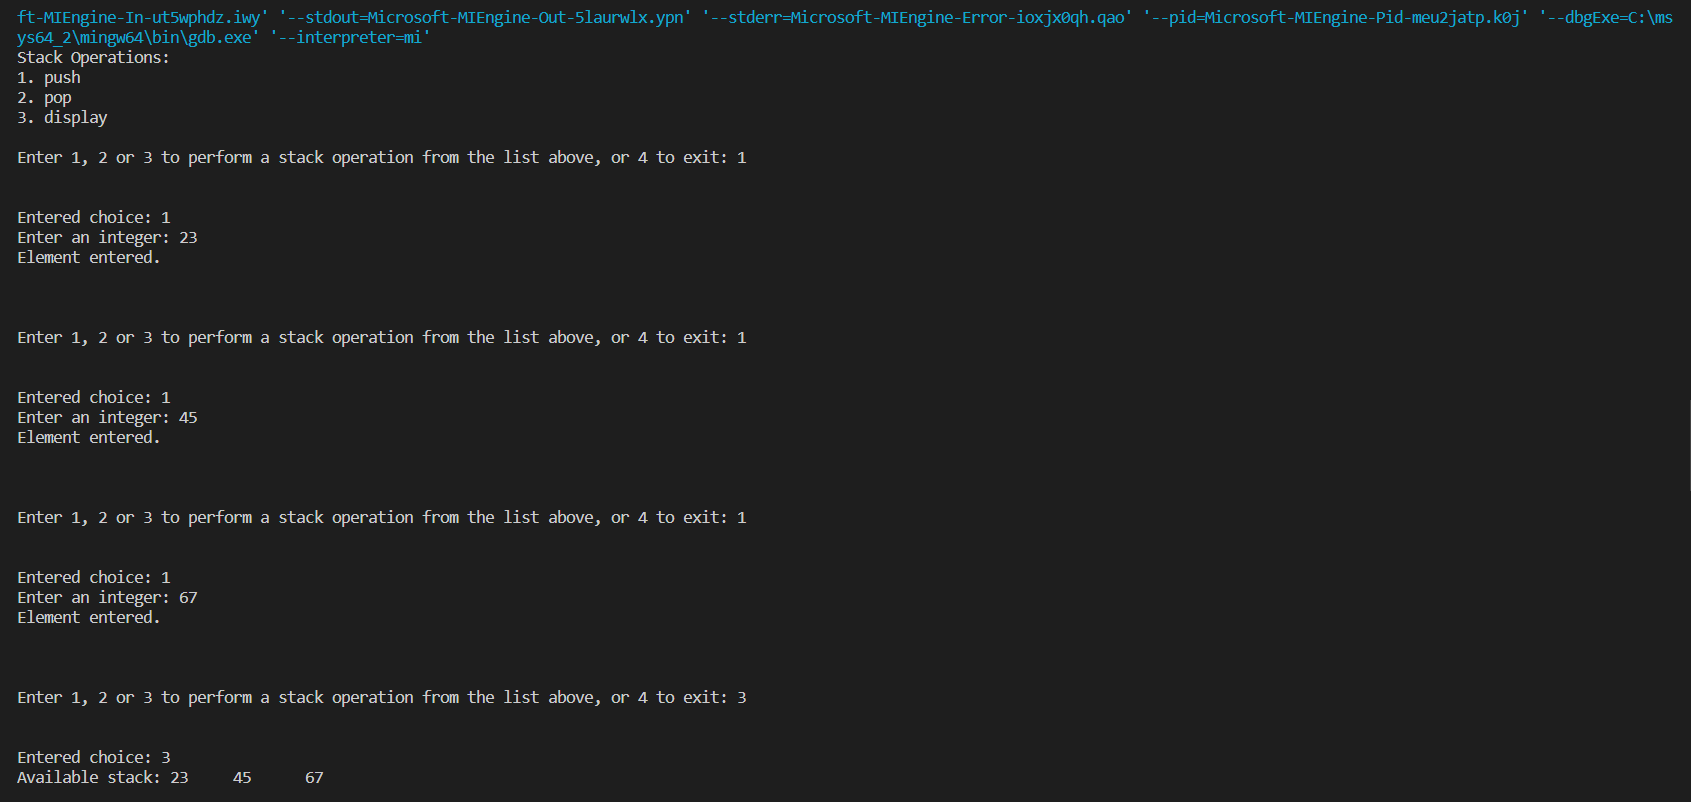 ft-MIEngine-In-ut5wphdz.iwy' '--stdout=Microsoft-MIEngine-Out-5laurwlx.ypn' '--stderr=Microsoft-MIEngine-Error-ioxjx0qh.qao' '--pid=Microsoft-MIEngine-Pid-meu2jatp.k0j' '--dbgExe=C:\ms
ys64_2\mingw64\bin\gdb.exe' '--interpreter=mi'
Stack Operations:
1. push
2. pop
3. display
Enter 1, 2 or 3 to perform a stack operation from the list above, or 4 to exit: 1
Entered choice: 1
Enter an integer: 23
Element entered.
Enter 1, 2 or 3 to perform a stack operation from the list above, or 4 to exit: 1
Entered choice: 1
Enter an integer: 45
Element entered.
Enter 1, 2 or 3 to perform a stack operation from the list above, or 4 to exit: 1
Entered choice: 1
Enter an integer: 67
Element entered.
Enter 1, 2 or 3 to perform a stack operation from the list above, or 4 to exit: 3
Entered choice: 3
Available stack: 23     45      67